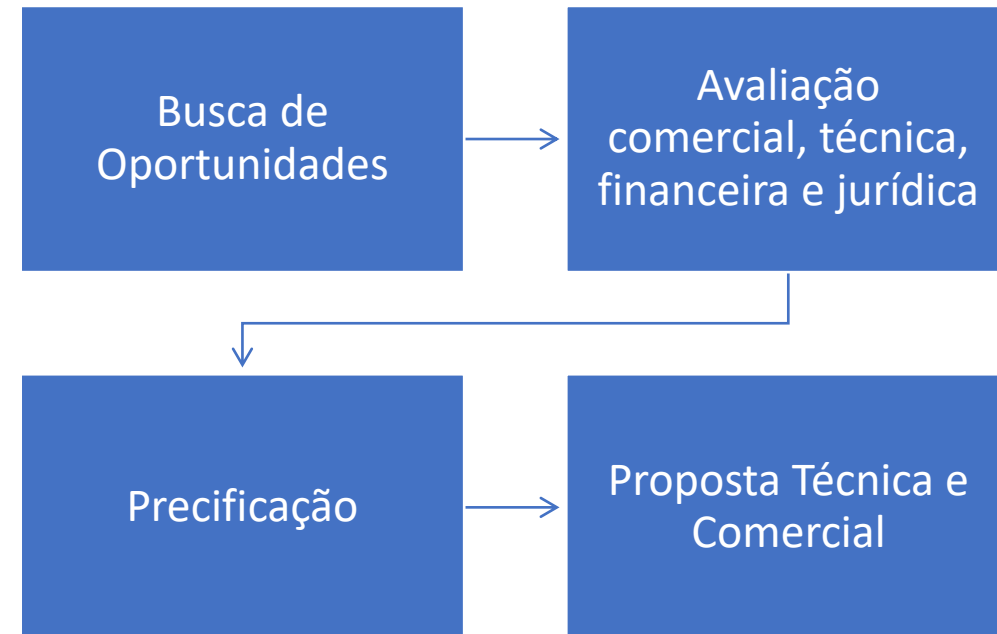 Busca de
Oportunidades
Avaliação
comercial, técnica,
financeira e jurídica
Precificação
Proposta Técnica e
Comercial